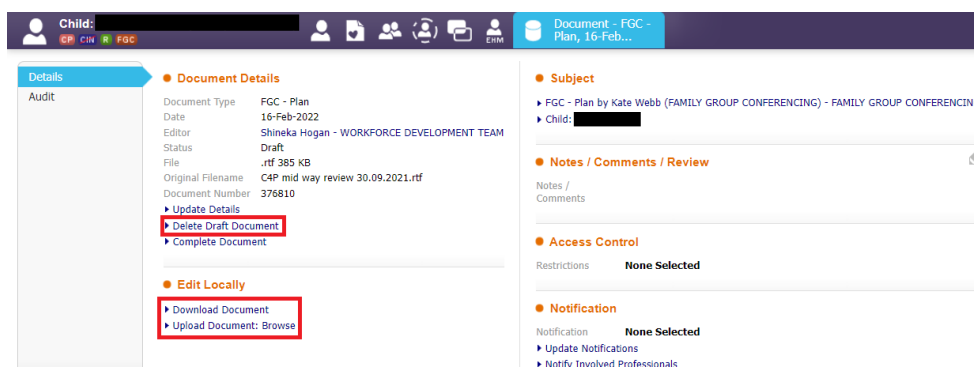 Child:
CP CIN R FGC
EHM
Document - FGC -
Plan, 16-Feb...
Details
Audit
Document Details
Document Type FGC - Plan
Date 16-Feb-2022
Editor Shineka Hogan - WORKFORCE DEVELOPMENT TEAM
Status Draft
File .rtf 385 KB
Original Filename C4P mid way review 30.09.2021.rtf
Document Number 376810
Update Details
Delete Draft Document
Complete Document
Edit Locally
Download Document
Upload Document: Browse
Subject
FGC - Plan by Kate Webb (FAMILY GROUP CONFERENCING) - FAMILY GROUP CONFERENCIN
Child:
Notes / Comments / Review
Notes /
Comments
Access Control
Restrictions None Selected
Notification
Notification None Selected
Update Notifications
Notify Involved Professionals